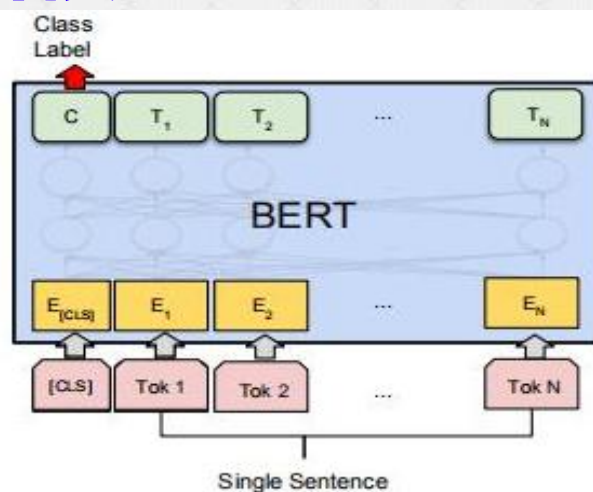 Class
Label
C T1 T2 ... TN
BERT
E[CLS] E1 E2 ... EN
[CLS] Tok 1 Tok 2 ... Tok N
Single Sentence